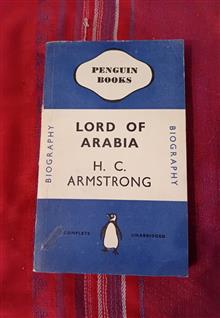 PENGUIN
BOOKS
BIOGRAPHY
LORD OF
ARABIA
H. C.
ARMSTRONG
BIOGRAPHY
COMPLETE UNABRIDGED